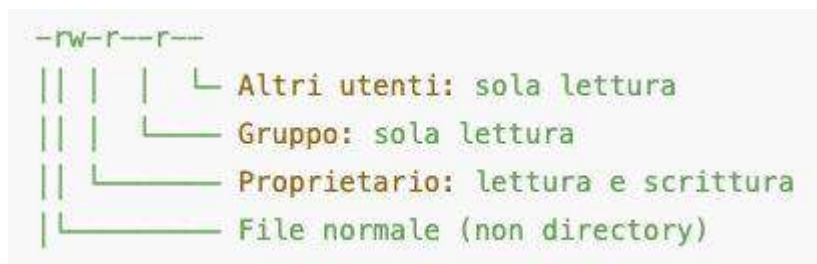 -rw-r--r--
││ │  │  └─ Altri utenti: sola lettura
││ │  └──── Gruppo: sola lettura
││ └─────── Proprietario: lettura e scrittura
│└───────── File normale (non directory)